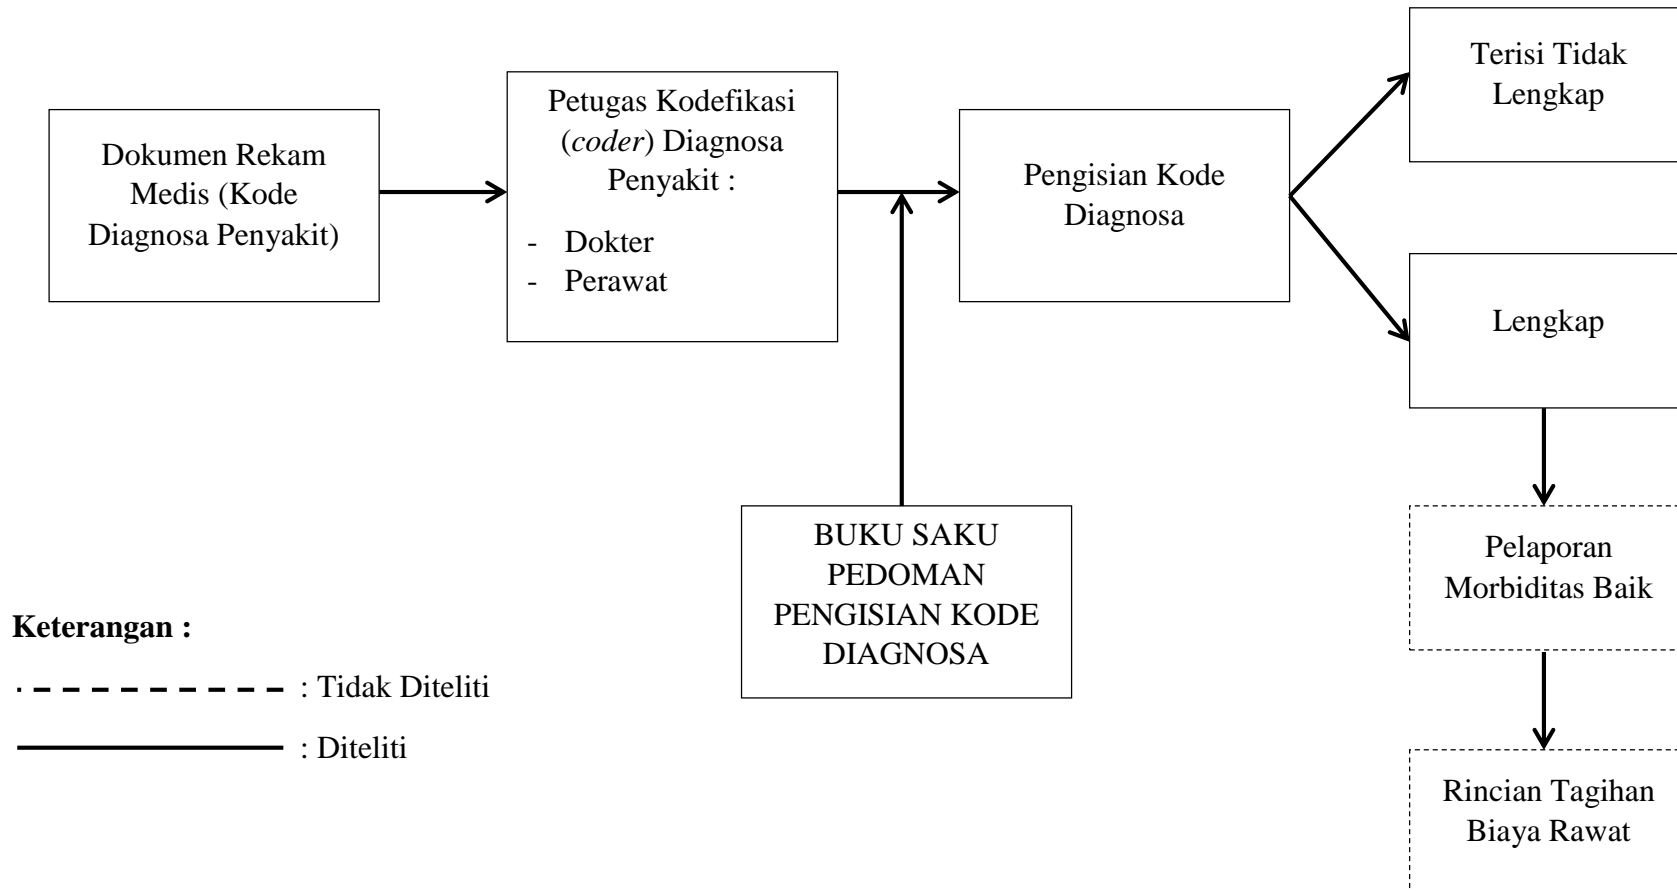 Dokumen Rekam
Medis (Kode
Diagnosa Penyakit)
Petugas Kodefikasi
(coder) Diagnosa
Penyakit :
- Dokter
- Perawat
Pengisian Kode
Diagnosa
Terisi Tidak
Lengkap
Lengkap
BUKU SAKU
PEDOMAN
PENGISIAN KODE
DIAGNOSA
Pelaporan
Morbiditas Baik
Rincian Tagihan
Biaya Rawat
Keterangan :
: Tidak Diteliti
: Diteliti